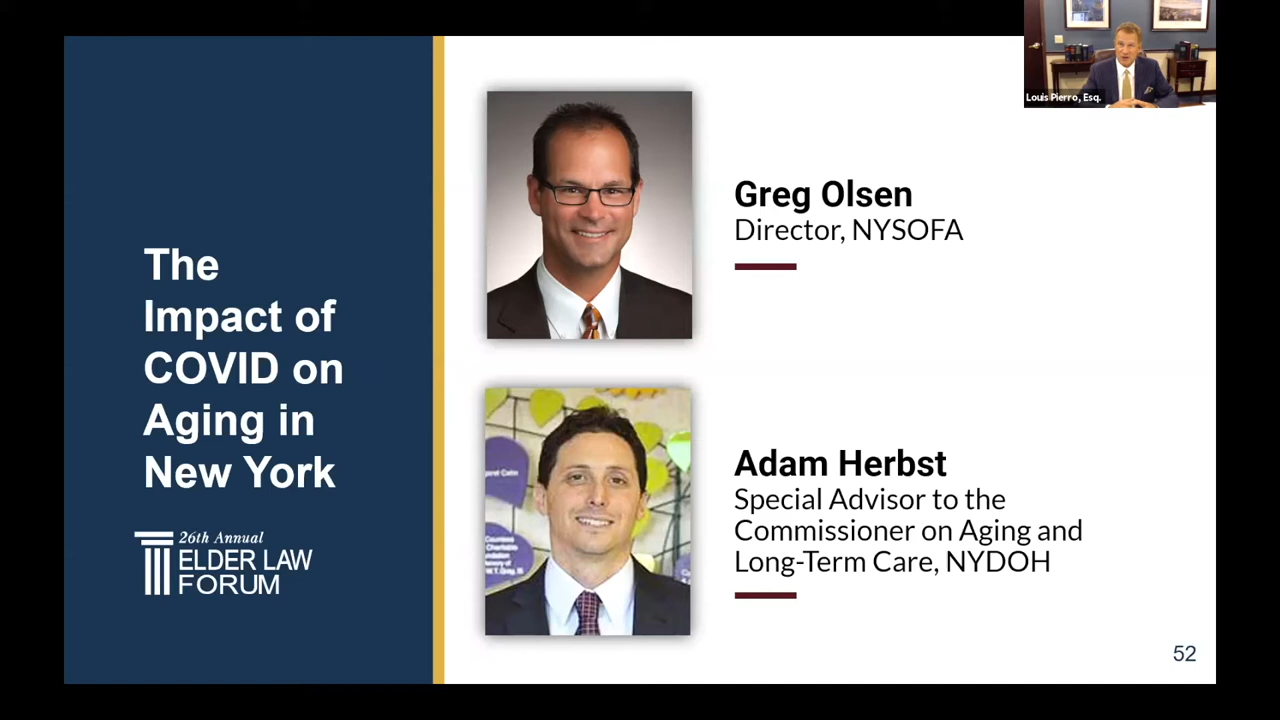 Louis Pierro, Esq.
Greg Olsen
Director, NYSOFA
The
Impact of
COVID on
Aging in
New York
26th Annual
ELDER LAW
FORUM
Adam Herbst
Special Advisor to the
Commissioner on Aging and
Long-Term Care, NYDOH
52